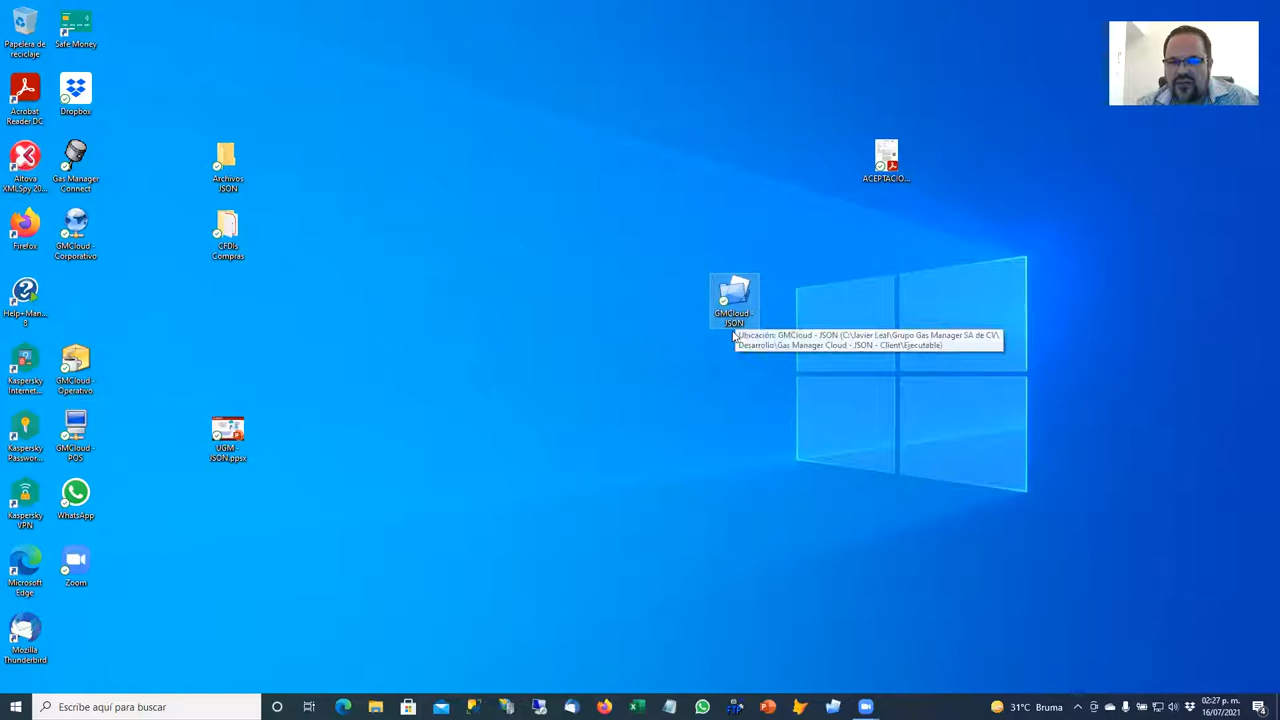 Papelera de
reciclaje
Safe Money
Acrobat
Reader DC
Dropbox
Altova
XMLSpy 20...
Gas Manager
Connect
Archivos
JSON
ACEPTACIO...
Firefox
GMCloud -
Corporativo
CFDIs
Compras
Help+Man...
8
GMCloud -
JSON
Ubicación: GMCloud - JSON (C:\Javier Leal\Grupo Gas Manager SA de CV\
Desarrollo\Gas Manager Cloud - JSON - Client\Ejecutable)
Kaspersky
Internet...
GMCloud -
Operativo
Kaspersky
Passwor...
GMCloud -
POS
UGM -
JSON.ppsx
Kaspersky
VPN
WhatsApp
Microsoft
Edge
Zoom
Mozilla
Thunderbird
Escribe aquí para buscar
31°C Bruma
02:27 p. m.
16/07/2021